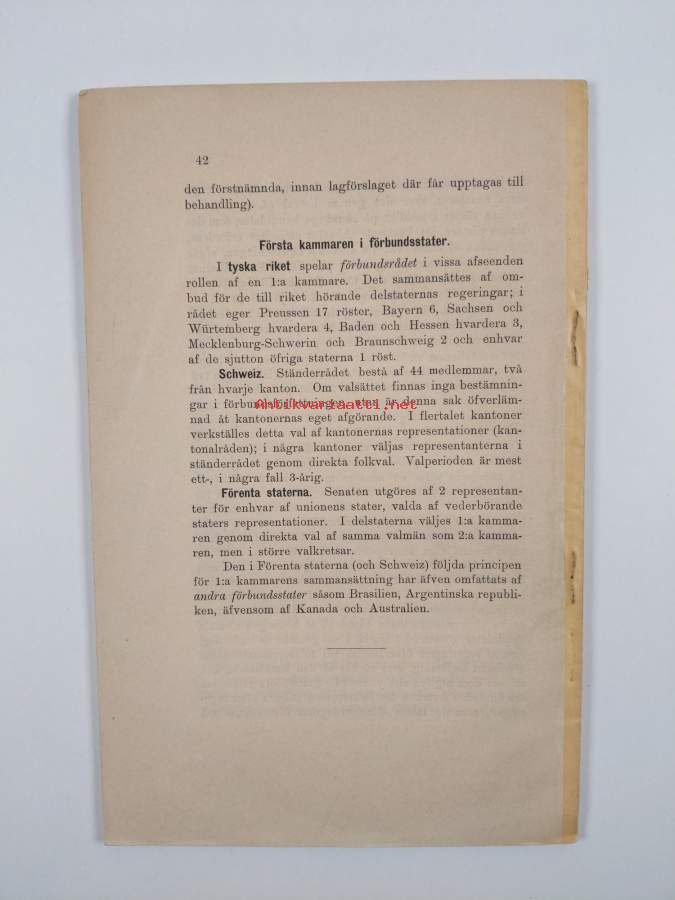 42
den förstnämnda, innan lagförslaget där får upptagas till
behandling).
Första kammaren i förbundsstater.
I tyska riket spelar förbundsrådet i vissa afseenden
rollen af en 1:a kammare. Det sammansättes af om-
bud för de till riket hörande delstaternas regeringar; i
rådet eger Preussen 17 röster, Bayern 6, Sachsen och
Würtemberg hvardera 4, Baden och Hessen hvardera 3,
Mecklenburg-Schwerin och Braunschweig 2 och enhvar
af de sjutton öfriga staterna 1 röst.
Schweiz. Ständerrådet bestå af 44 medlemmar, två
från hvarje kanton. Om valsättet finnas inga bestämnin-
gar i förbundsförfattningen, utan är denna sak öfverläm-
Antikvariaatti.net
nad åt kantonernas eget afgörande. I flertalet kantoner
verkställes detta val af kantonernas representationer (kan-
tonalråden); i några kantoner väljas representanterna i
ständerrådet genom direkta folkval. Valperioden är mest
ett-, i några fall 3-årig.
Förenta staterna. Senaten utgöres af 2 representan-
ter för enhvar af unionens stater, valda af vederbörande
staters representationer. I delstaterna väljes 1:a kamma-
ren genom direkta val af samma valmän som 2:a kamma-
ren, men i större valkretsar.
Den i Förenta staterna (och Schweiz) följda principen
för 1:a kammarens sammansättning har äfven omfattats af
andra förbundsstater såsom Brasilien, Argentinska republi-
ken, äfvensom af Kanada och Australien.